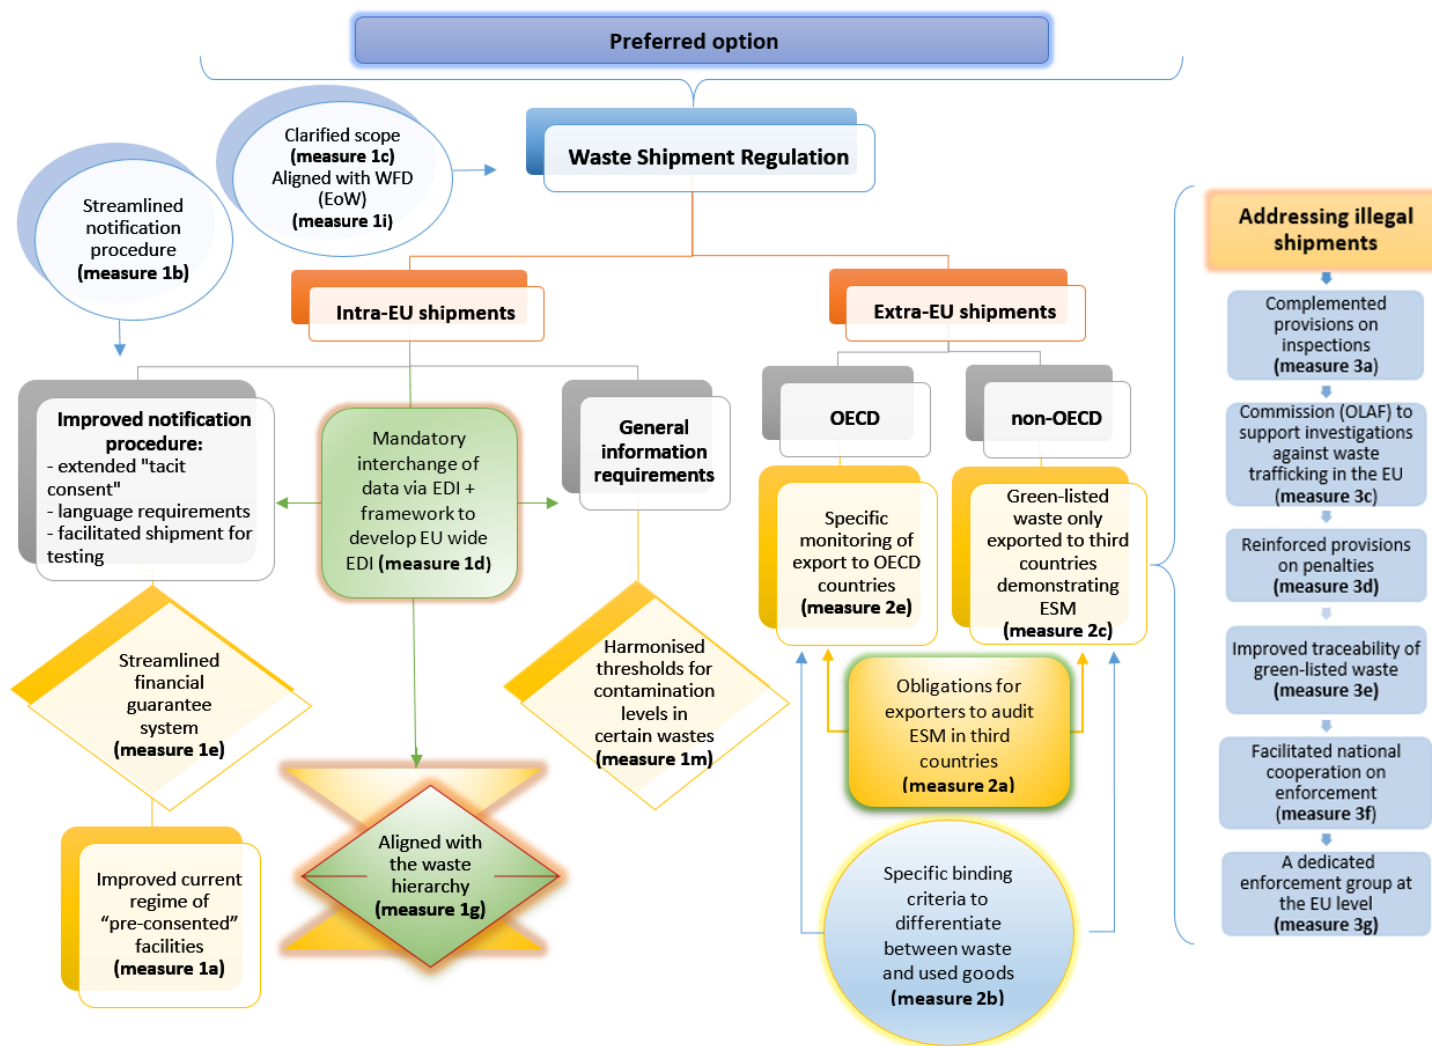 Preferred option
Clarified scope
(measure 1c)
Aligned with WFD
(EoW)
(measure 1i)
Waste Shipment Regulation
Streamlined
notification
procedure
(measure 1b)
Intra-EU shipments
Extra-EU shipments
Improved notification
procedure:
- extended "tacit
consent"
- language requirements
- facilitated shipment for
testing
Mandatory
interchange of
data via EDI +
framework to
develop EU wide
EDI (measure 1d)
General
information
requirements
OECD
non-OECD
Specific
monitoring of
export to OECD
countries
(measure 2e)
Green-listed
waste only
exported to third
countries
demonstrating
ESM
(measure 2c)
Streamlined
financial
guarantee
system
(measure 1e)
Harmonised
thresholds for
contamination
levels in
certain wastes
(measure 1m)
Obligations for
exporters to audit
ESM in third
countries
(measure 2a)
Aligned with
the waste
hierarchy
(measure 1g)
Improved current
regime of
“pre-consented”
facilities
(measure 1a)
Specific binding
criteria to
differentiate
between waste
and used goods
(measure 2b)
Addressing illegal
shipments
Complemented
provisions on
inspections
(measure 3a)
Commission (OLAF) to
support investigations
against waste
trafficking in the EU
(measure 3c)
Reinforced provisions
on penalties
(measure 3d)
Improved traceability of
green-listed waste
(measure 3e)
Facilitated national
cooperation on
enforcement
(measure 3f)
A dedicated
enforcement group at
the EU level
(measure 3g)